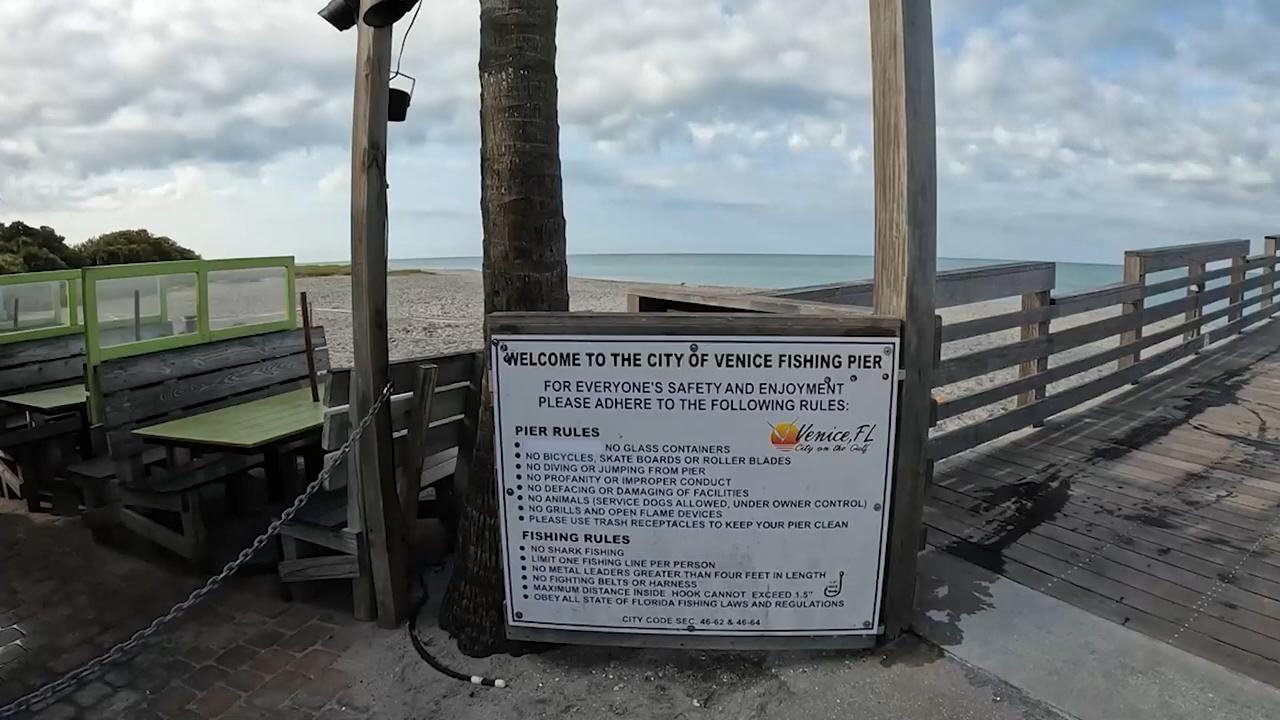 WELCOME TO THE CITY OF VENICE FISHING PIER
FOR EVERYONE'S SAFETY AND ENJOYMENT
PLEASE ADHERE TO THE FOLLOWING RULES:
PIER RULES
Venice, FL
City on the Gulf
NO GLASS CONTAINERS
• NO BICYCLES, SKATE BOARDS OR ROLLER BLADES
• NO DIVING OR JUMPING FROM PIER
• NO PROFANITY OR IMPROPER CONDUCT
• NO DEFACING OR DAMAGING OF FACILITIES
• NO ANIMALS (SERVICE DOGS ALLOWED, UNDER OWNER CONTROL)
• NO GRILLS AND OPEN FLAME DEVICES
• PLEASE USE TRASH RECEPTACLES TO KEEP YOUR PIER CLEAN
FISHING RULES
• NO SHARK FISHING
• LIMIT ONE FISHING LINE PER PERSON
• NO METAL LEADERS GREATER THAN FOUR FEET IN LENGTH
• NO FIGHTING BELTS OR HARNESS
• MAXIMUM DISTANCE INSIDE HOOK CANNOT EXCEED 1.5"
• OBEY ALL STATE OF FLORIDA FISHING LAWS AND REGULATIONS
CITY CODE SEC. 46-62 & 46-64